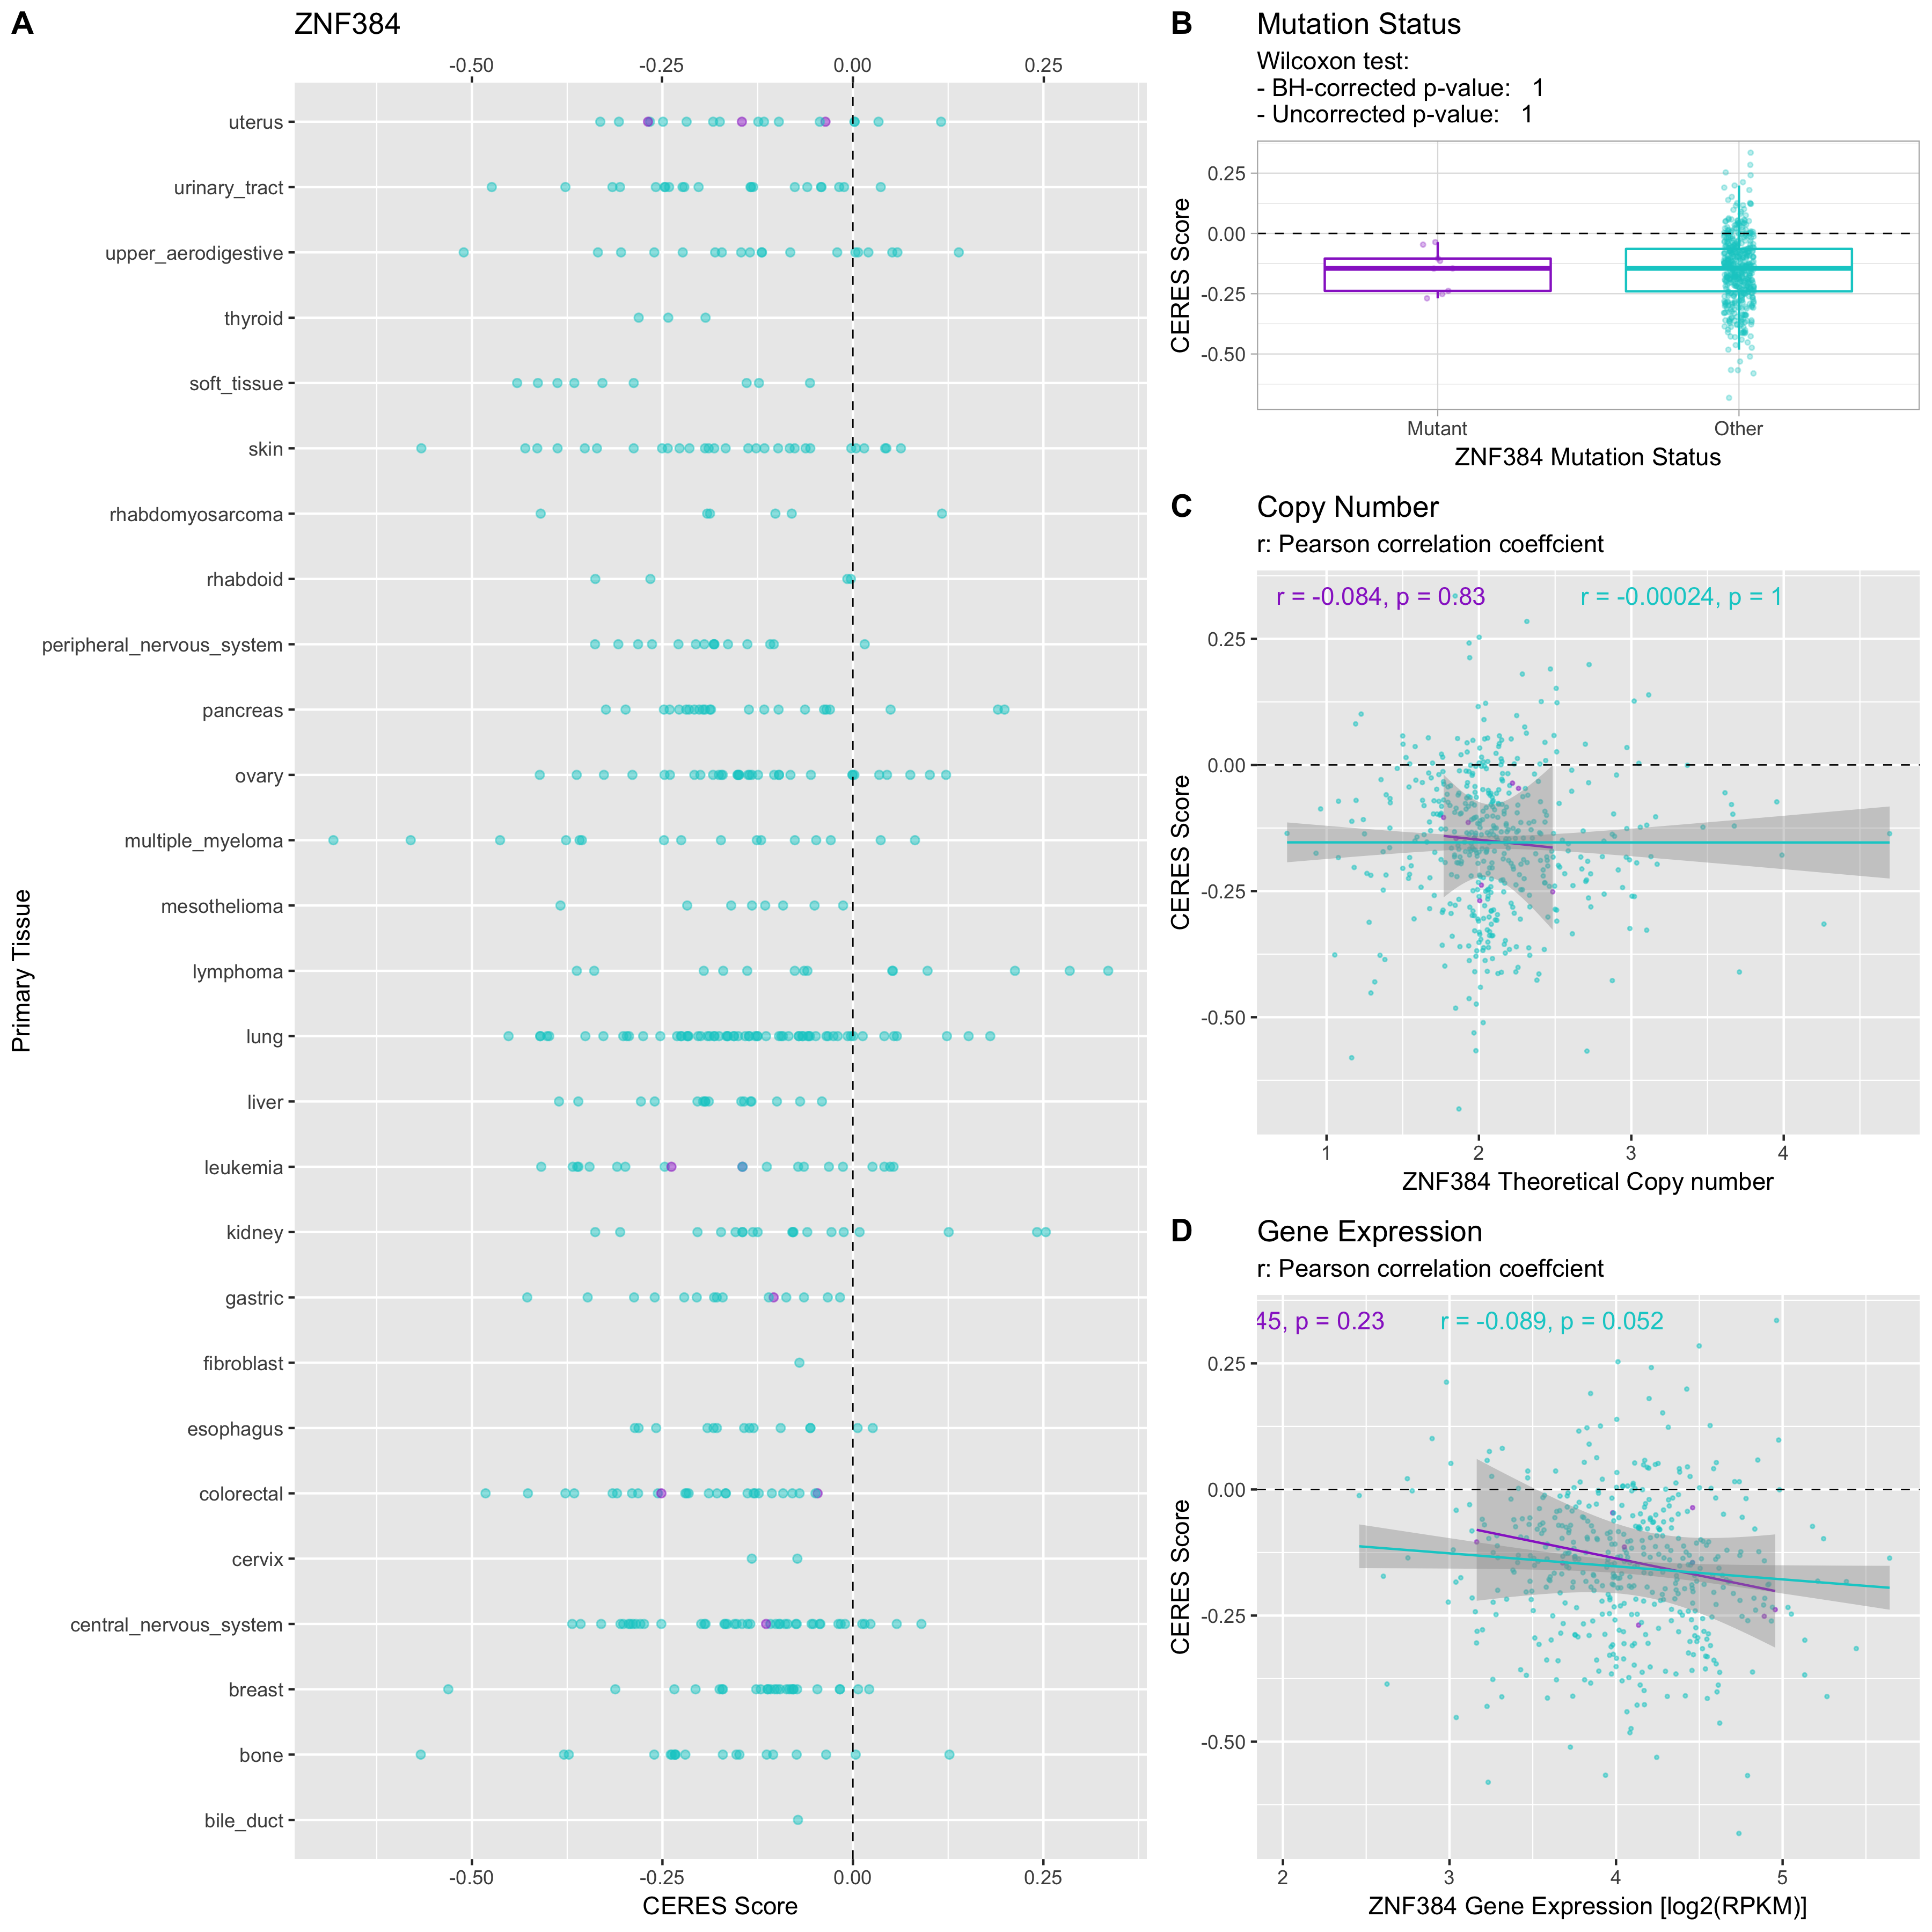 A
ZNF384
-0.50 -0.25 0.00 0.25
uterus
urinary_tract
upper_aerodigestive
thyroid
soft_tissue
skin
rhabdomyosarcoma
rhabdoid
peripheral_nervous_system
pancreas
ovary
multiple_myeloma
mesothelioma
lymphoma
lung
liver
leukemia
kidney
gastric
fibroblast
esophagus
colorectal
cervix
central_nervous_system
breast
bone
bile_duct
Primary Tissue
-0.50 -0.25 0.00 0.25
CERES Score
B
Mutation Status
Wilcoxon test:
- BH-corrected p-value: 1
- Uncorrected p-value: 1
0.25
0.00
-0.25
-0.50
CERES Score
Mutant Other
ZNF384 Mutation Status
C
Copy Number
r: Pearson correlation coeffcient
r = -0.084, p = 0.83 r = -0.00024, p = 1
0.25
0.00
-0.25
-0.50
CERES Score
1 2 3 4
ZNF384 Theoretical Copy number
D
Gene Expression
r: Pearson correlation coeffcient
45, p = 0.23 r = -0.089, p = 0.052
0.25
0.00
-0.25
-0.50
CERES Score
2 3 4 5
ZNF384 Gene Expression [log2(RPKM)]